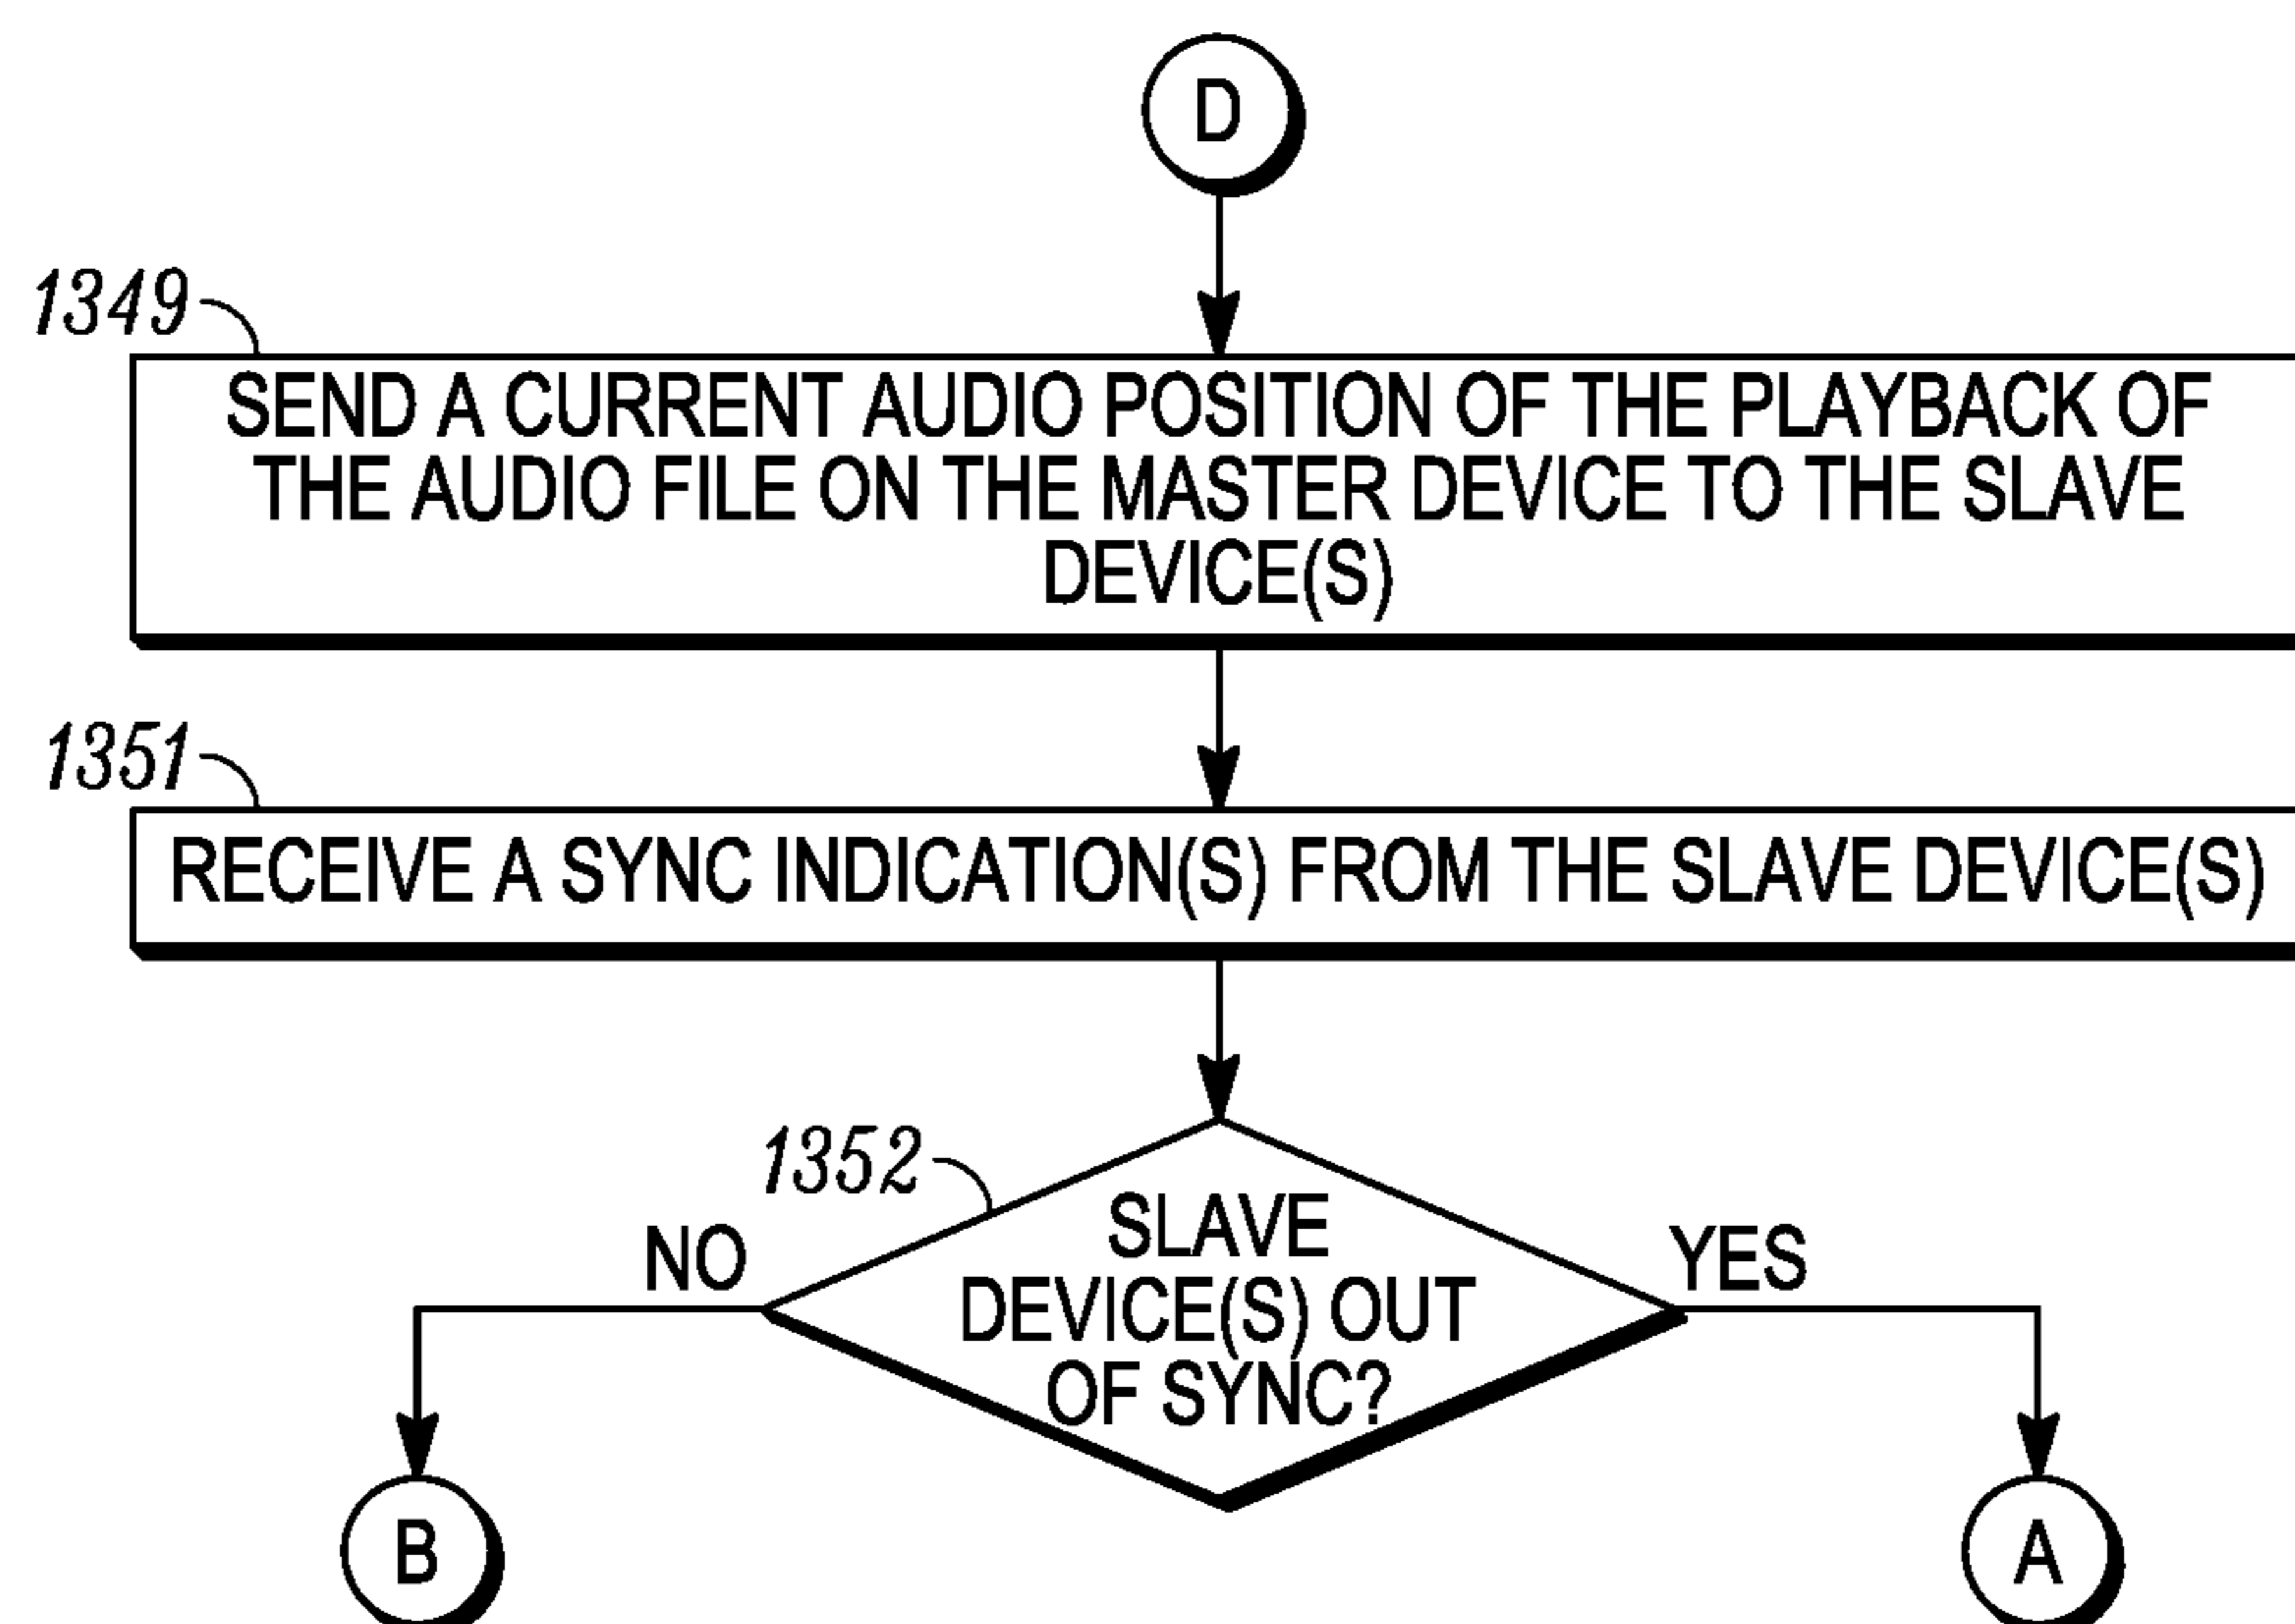 D
1349
SEND A CURRENT AUDIO POSITION OF THE PLAYBACK OF
THE AUDIO FILE ON THE MASTER DEVICE TO THE SLAVE
DEVICE(S)
1351
RECEIVE A SYNC INDICATION(S) FROM THE SLAVE DEVICE(S)
1352
SLAVE
DEVICE(S) OUT
OF SYNC?
NO
YES
B
A